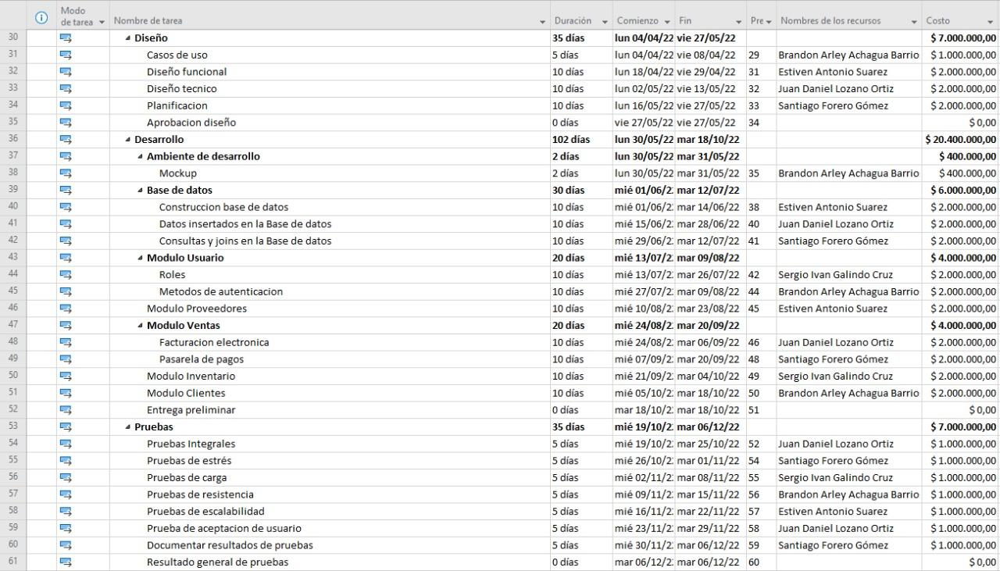 Modo de tarea Nombre de tarea Duración Comienzo Fin Pre Nombres de los recursos Costo
30 Diseño 35 días lun 04/04/22 vie 27/05/22 $ 7.000.000,00
31 Casos de uso 5 días lun 04/04/22 vie 08/04/22 29 Brandon Arley Achagua Barrio $ 1.000.000,00
32 Diseño funcional 10 días lun 18/04/22 vie 29/04/22 31 Estiven Antonio Suarez $ 2.000.000,00
33 Diseño tecnico 10 días lun 02/05/22 vie 13/05/22 32 Juan Daniel Lozano Ortiz $ 2.000.000,00
34 Planificacion 10 días lun 16/05/22 vie 27/05/22 33 Santiago Forero Gómez $ 2.000.000,00
35 Aprobacion diseño 0 días vie 27/05/22 vie 27/05/22 34 $ 0,00
36 Desarrollo 102 días lun 30/05/22 mar 18/10/22 $ 20.400.000,00
37 Ambiente de desarrollo 2 días lun 30/05/22 mar 31/05/22 $ 400.000,00
38 Mockup 2 días lun 30/05/22 mar 31/05/22 35 Brandon Arley Achagua Barrio $ 400.000,00
39 Base de datos 30 días mié 01/06/2 mar 12/07/22 $ 6.000.000,00
40 Construccion base de datos 10 días mié 01/06/2 mar 14/06/22 38 Estiven Antonio Suarez $ 2.000.000,00
41 Datos insertados en la Base de datos 10 días mié 15/06/2 mar 28/06/22 40 Juan Daniel Lozano Ortiz $ 2.000.000,00
42 Consultas y joins en la Base de datos 10 días mié 29/06/2 mar 12/07/22 41 Santiago Forero Gómez $ 2.000.000,00
43 Modulo Usuario 20 días mié 13/07/2 mar 09/08/22 $ 4.000.000,00
44 Roles 10 días mié 13/07/2 mar 26/07/22 42 Sergio Ivan Galindo Cruz $ 2.000.000,00
45 Metodos de autenticacion 10 días mié 27/07/2 mar 09/08/22 44 Brandon Arley Achagua Barrio $ 2.000.000,00
46 Modulo Proveedores 10 días mié 10/08/2 mar 23/08/22 45 Estiven Antonio Suarez $ 2.000.000,00
47 Modulo Ventas 20 días mié 24/08/2 mar 20/09/22 $ 4.000.000,00
48 Facturacion electronica 10 días mié 24/08/2 mar 06/09/22 46 Juan Daniel Lozano Ortiz $ 2.000.000,00
49 Pasarela de pagos 10 días mié 07/09/2 mar 20/09/22 48 Santiago Forero Gómez $ 2.000.000,00
50 Modulo Inventario 10 días mié 21/09/2 mar 04/10/22 49 Sergio Ivan Galindo Cruz $ 2.000.000,00
51 Modulo Clientes 10 días mié 05/10/2 mar 18/10/22 50 Brandon Arley Achagua Barrio $ 2.000.000,00
52 Entrega preliminar 0 días mar 18/10/2 mar 18/10/22 51 $ 0,00
53 Pruebas 35 días mié 19/10/2 mar 06/12/22 $ 7.000.000,00
54 Pruebas Integrales 5 días mié 19/10/2 mar 25/10/22 52 Juan Daniel Lozano Ortiz $ 1.000.000,00
55 Pruebas de estrés 5 días mié 26/10/2 mar 01/11/22 54 Santiago Forero Gómez $ 1.000.000,00
56 Pruebas de carga 5 días mié 02/11/2 mar 08/11/22 55 Sergio Ivan Galindo Cruz $ 1.000.000,00
57 Pruebas de resistencia 5 días mié 09/11/2 mar 15/11/22 56 Brandon Arley Achagua Barrio $ 1.000.000,00
58 Pruebas de escalabilidad 5 días mié 16/11/2 mar 22/11/22 57 Estiven Antonio Suarez $ 1.000.000,00
59 Prueba de aceptacion de usuario 5 días mié 23/11/2 mar 29/11/22 58 Juan Daniel Lozano Ortiz $ 1.000.000,00
60 Documentar resultados de pruebas 5 días mié 30/11/2 mar 06/12/22 59 Santiago Forero Gómez $ 1.000.000,00
61 Resultado general de pruebas 0 días mar 06/12/2 mar 06/12/22 60 $ 0,00